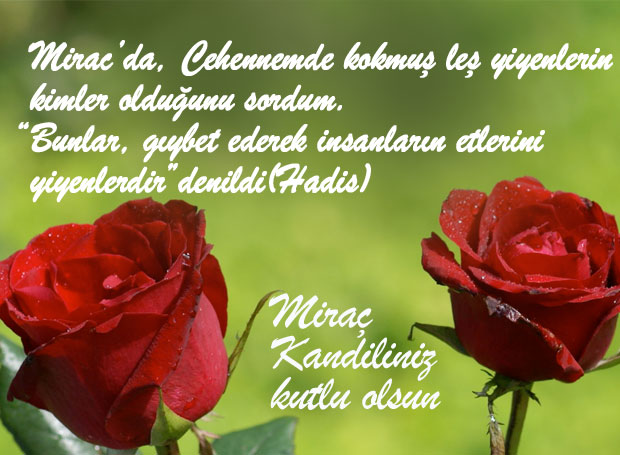 Mirac'da, Cehennemde kokmuş leş yiyenlerin
kimler olduğunu sordum.
“Bunlar, gıybet ederek insanların etlerini
yiyenlerdir”denildi(Hadis)
Miraç
Kandiliniz
kutlu olsun